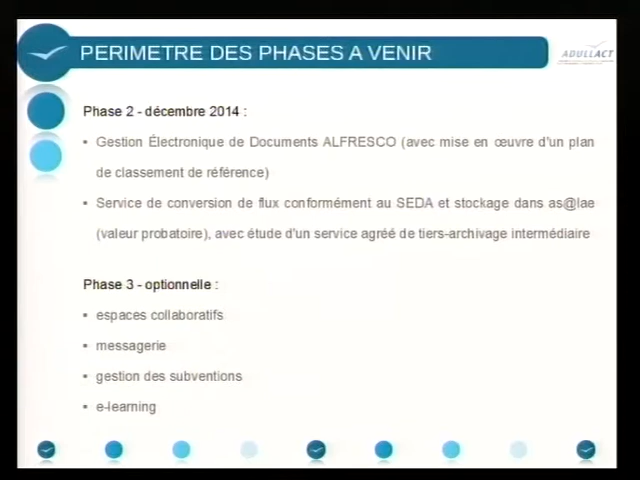 PERIMETRE DES PHASES A VENIR
ADULLACT
Phase 2 - décembre 2014 :
▪ Gestion Électronique de Documents ALFRESCO (avec mise en œuvre d'un plan
de classement de référence)
▪ Service de conversion de flux conformément au SEDA et stockage dans as@lae
(valeur probatoire), avec étude d'un service agréé de tiers-archivage intermédiaire
Phase 3 - optionnelle :
▪ espaces collaboratifs
▪ messagerie
▪ gestion des subventions
▪ e-learning